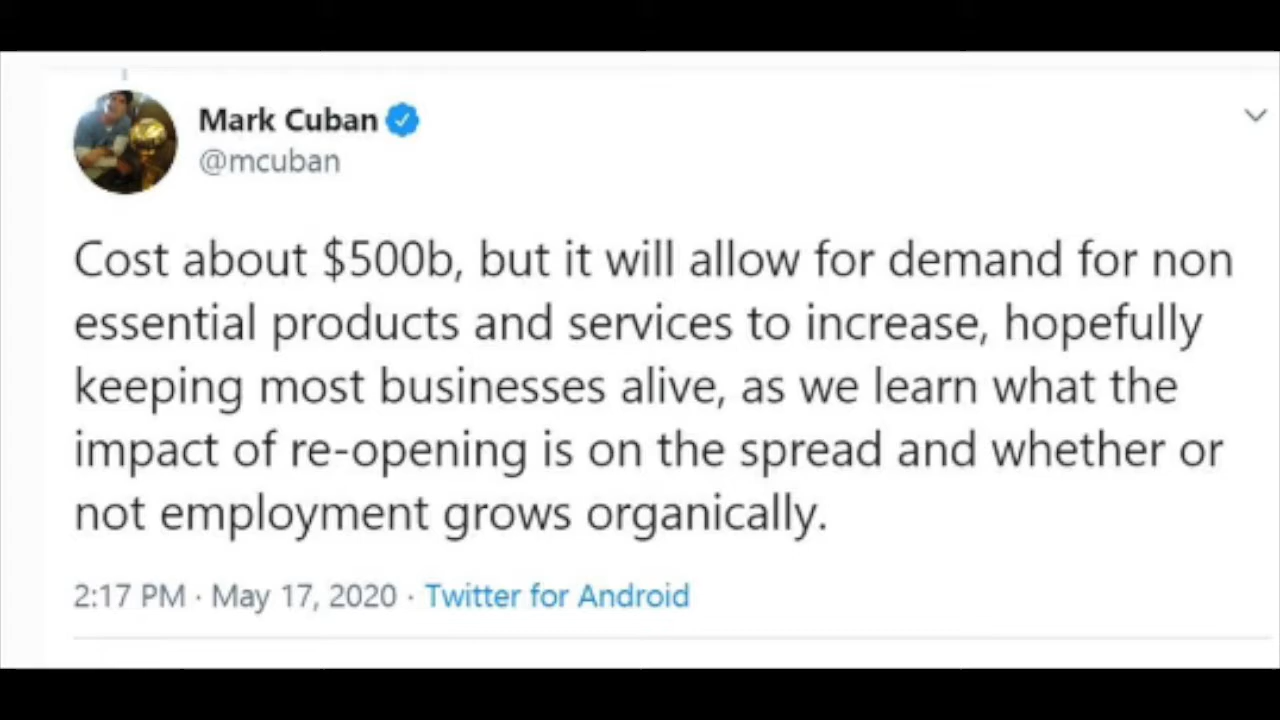 Mark Cuban
@mcuban
Cost about $500b, but it will allow for demand for non
essential products and services to increase, hopefully
keeping most businesses alive, as we learn what the
impact of re-opening is on the spread and whether or
not employment grows organically.
2:17 PM · May 17, 2020 · Twitter for Android